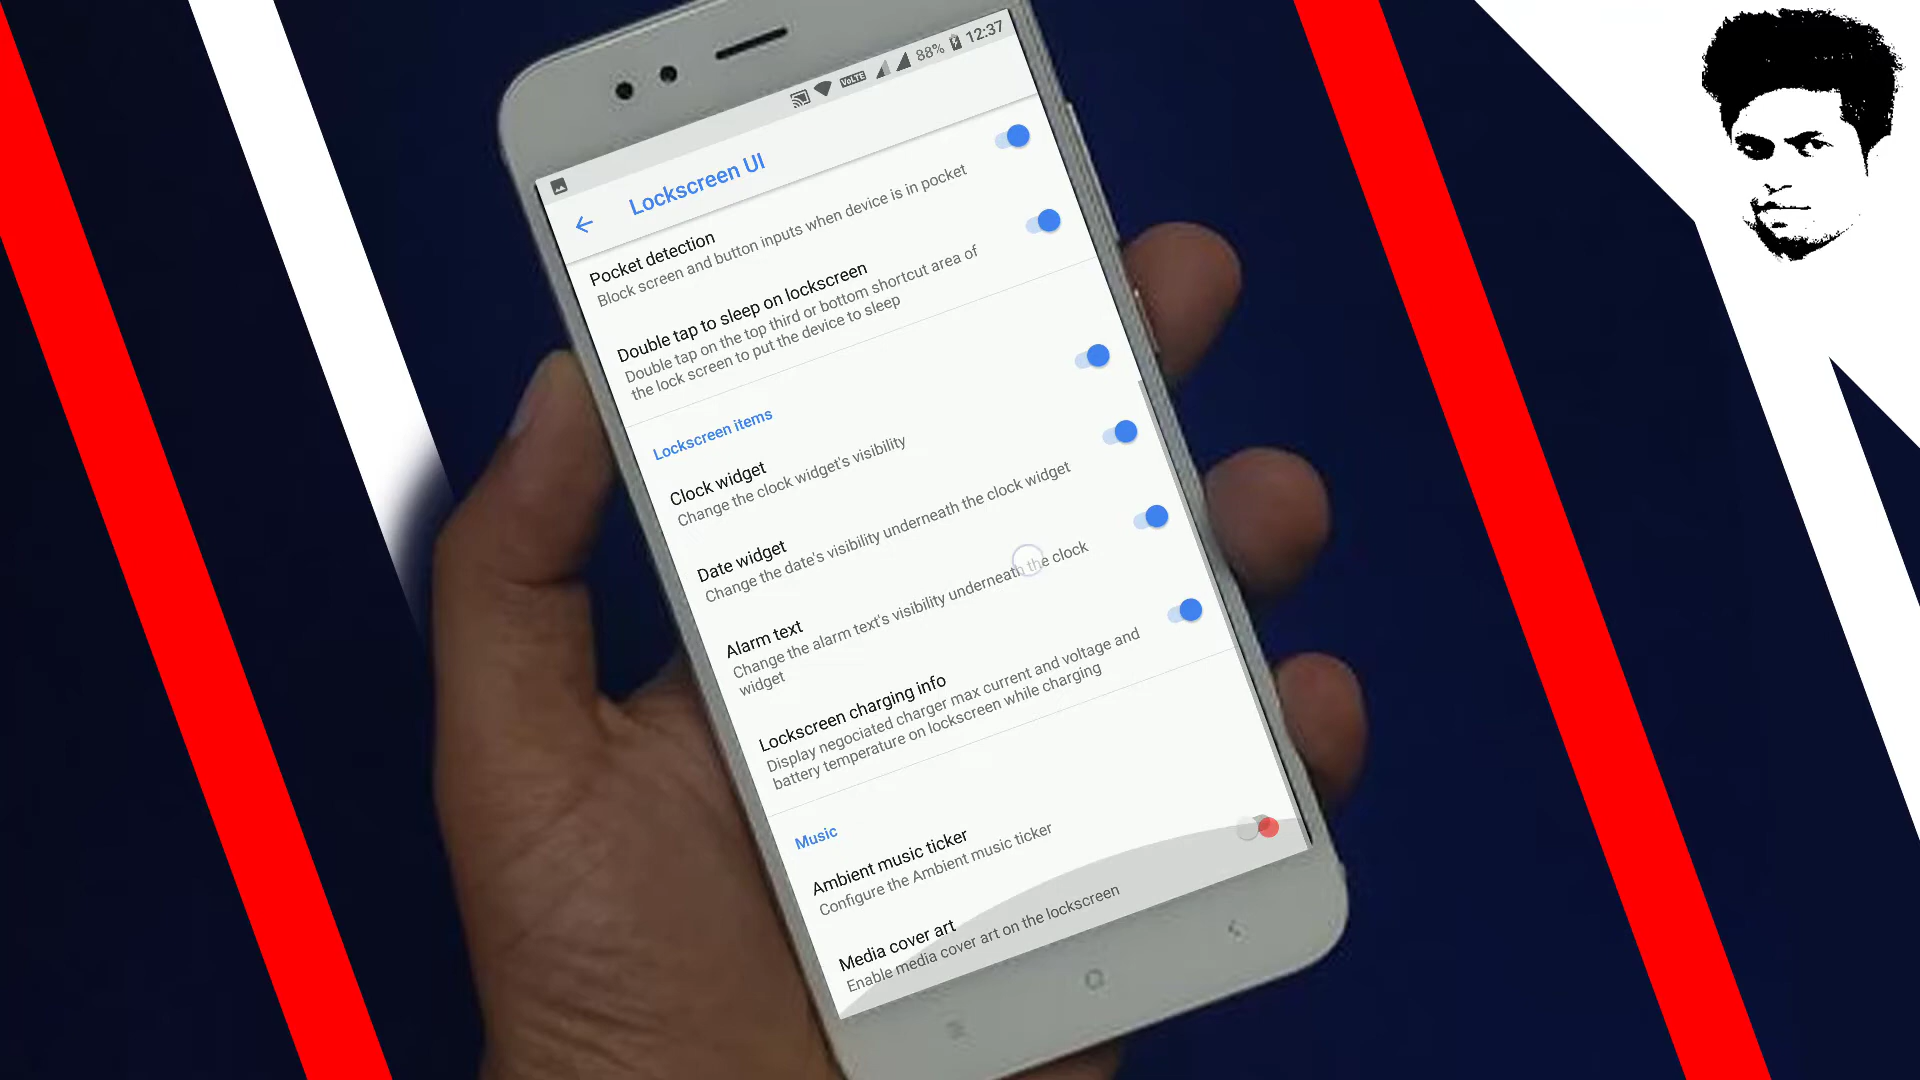 VoLTE 88% 12:37
Lockscreen UI
Pocket detection
Block screen and button inputs when device is in pocket
Double tap to sleep on lockscreen
Double tap on the top third or bottom shortcut area of
the lock screen to put the device to sleep
Lockscreen items
Clock widget
Change the clock widget's visibility
Date widget
Change the date's visibility underneath the clock widget
Alarm text
Change the alarm text's visibility underneath the clock
widget
Lockscreen charging info
Display negociated charger max current and voltage and
battery temperature on lockscreen while charging
Music
Ambient music ticker
Configure the Ambient music ticker
Media cover art
Enable media cover art on the lockscreen